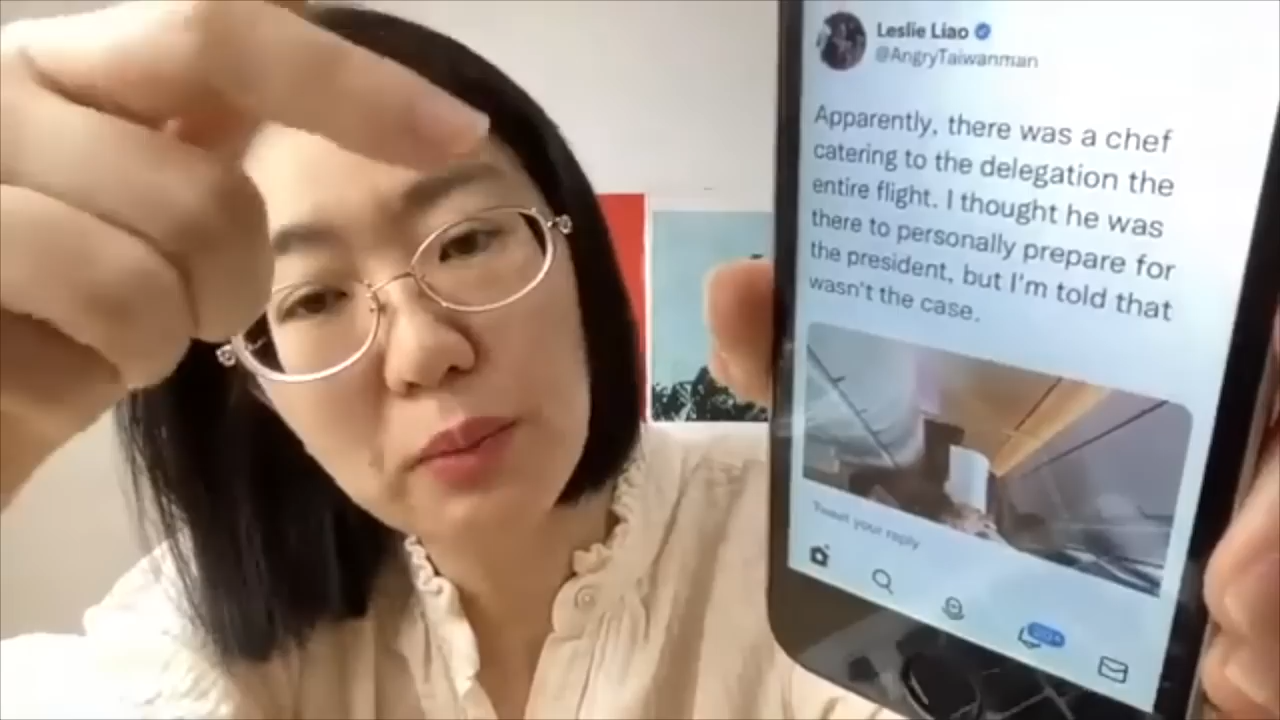 Leslie Liao
@AngryTaiwanman
Apparently, there was a chef
catering to the delegation the
entire flight. I thought he was
there to personally prepare for
the president, but I'm told that
wasn't the case.
Tweet your reply